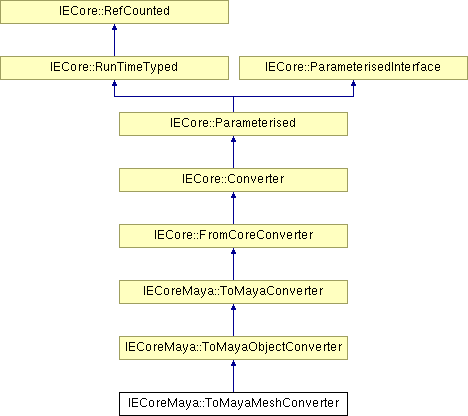 IECore::RefCounted
IECore::RunTimeTyped
IECore::ParameterisedInterface
IECore::Parameterised
IECore::Converter
IECore::FromCoreConverter
IECoreMaya::ToMayaConverter
IECoreMaya::ToMayaObjectConverter
IECoreMaya::ToMayaMeshConverter